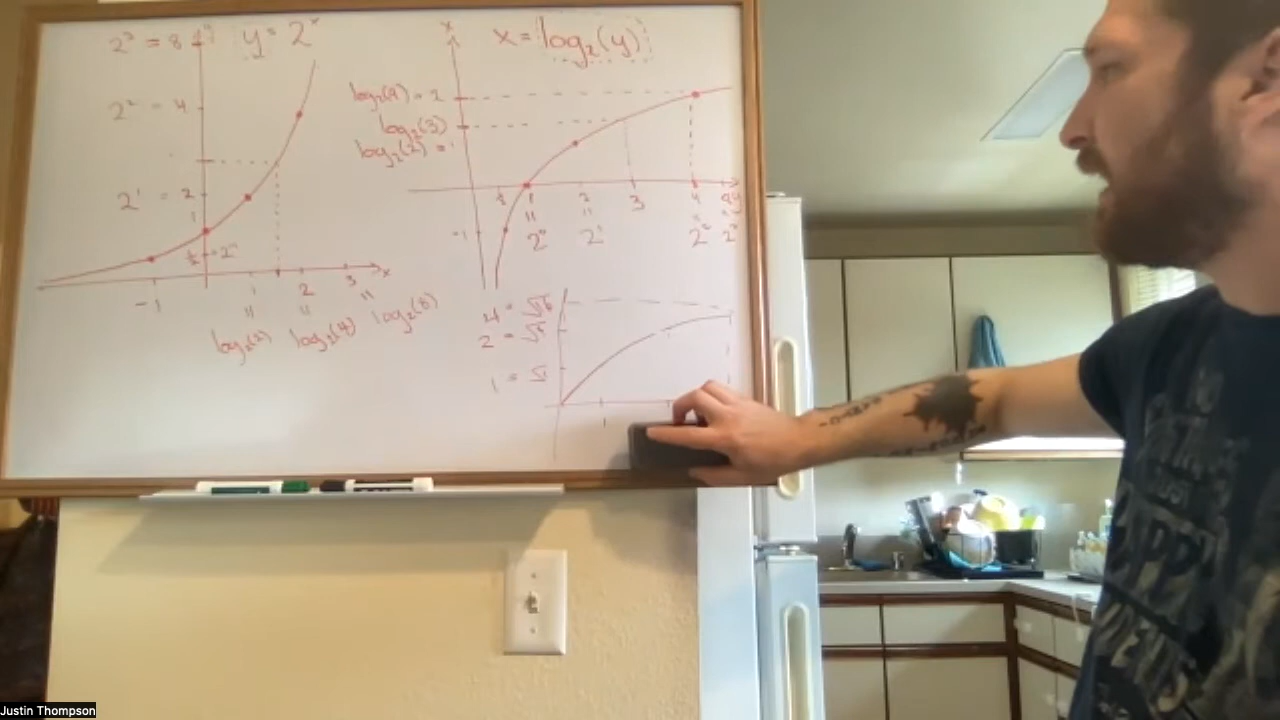 2³ = 8
y = 2ˣ
2² = 4
2¹ = 2
1
½ = 2
-1
1
2
3
x
"
"
"
log₂(2)
log₂(4)
log₂(8)
x
x = log₂(y)
log₂(4) = 2
log₂(3)
log₂(2) = 1
-1
½
1
2
3
4
"
"
"
2⁰
2¹
2²
4 = √16
2 = √4
1 = √1
1
Justin Thompson